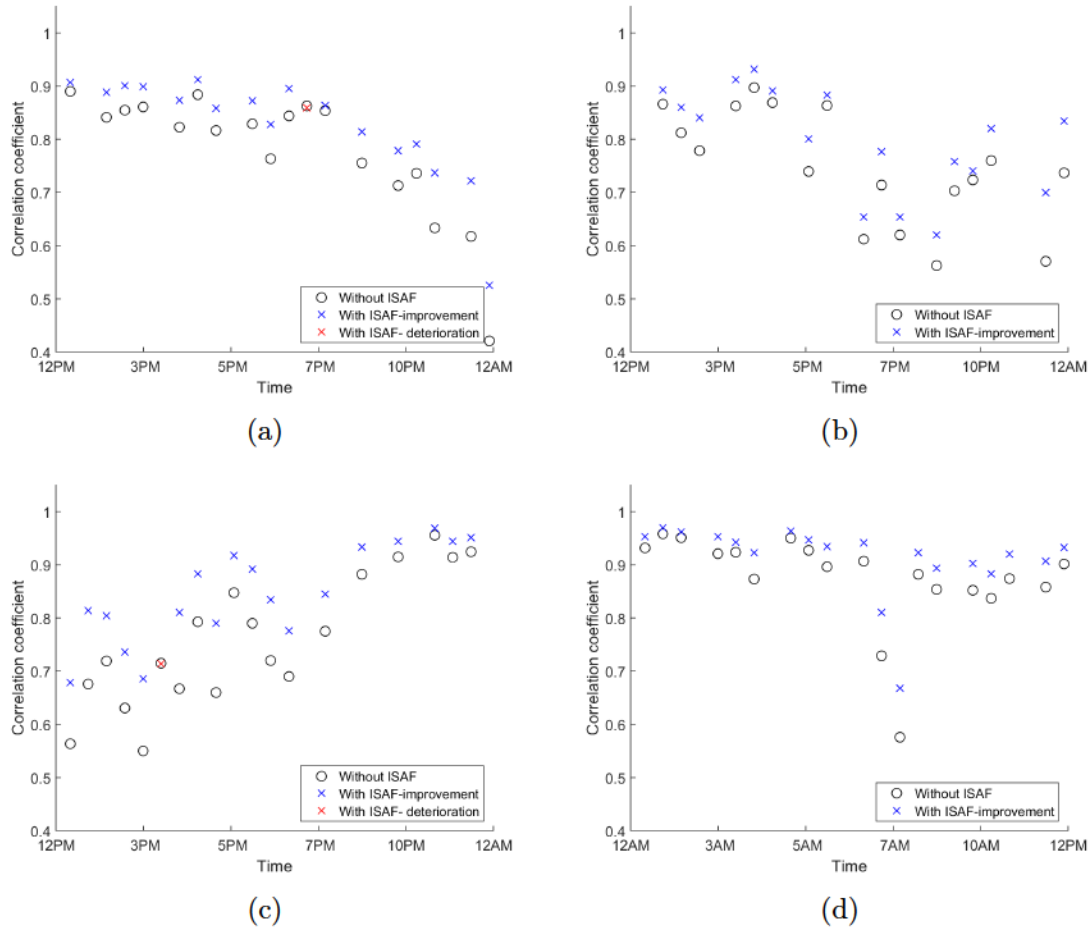 1
0.9
0.8
0.7
0.6
0.5
0.4
Correlation coefficient
Without ISAF
With ISAF-improvement
With ISAF- deterioration
12PM 3PM 5PM 7PM 10PM 12AM
Time
(a)
1
0.9
0.8
0.7
0.6
0.5
0.4
Correlation coefficient
Without ISAF
With ISAF-improvement
12PM 3PM 5PM 7PM 10PM 12AM
Time
(b)
1
0.9
0.8
0.7
0.6
0.5
0.4
Correlation coefficient
Without ISAF
With ISAF-improvement
With ISAF- deterioration
12PM 3PM 5PM 7PM 10PM 12AM
Time
(c)
1
0.9
0.8
0.7
0.6
0.5
0.4
Correlation coefficient
Without ISAF
With ISAF-improvement
12AM 3AM 5AM 7AM 10AM 12PM
Time
(d)